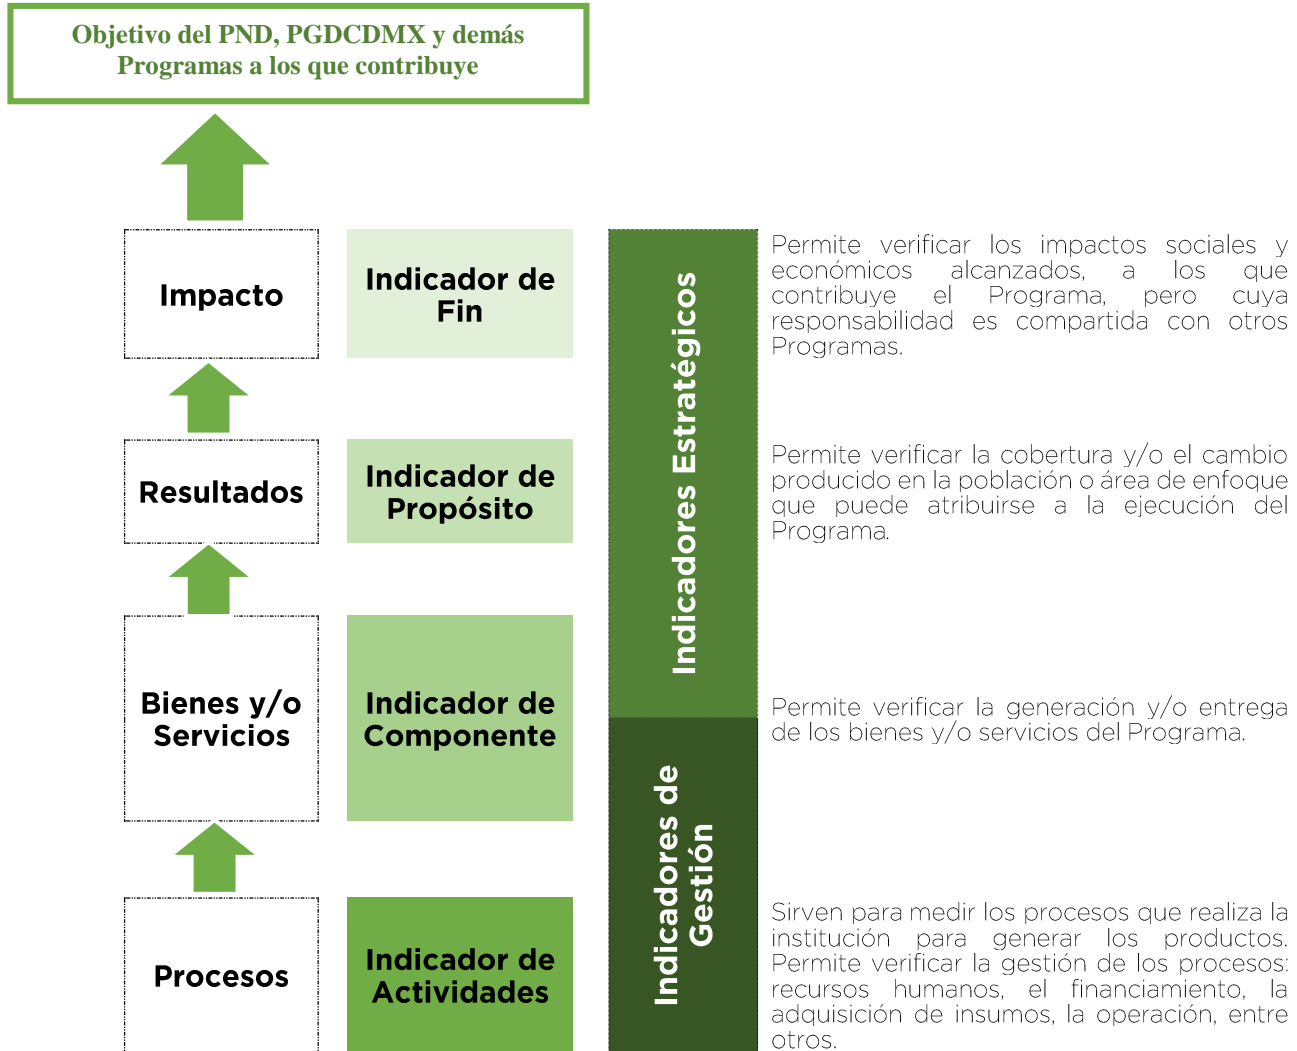 Objetivo del PND, PGDCDMX y demás
Programas a los que contribuye
Impacto
Indicador de
Fin
Indicadores Estratégicos
Permite verificar los impactos sociales y
económicos alcanzados, a los que
contribuye el Programa, pero cuya
responsabilidad es compartida con otros
Programas.
Resultados
Indicador de
Propósito
Permite verificar la cobertura y/o el cambio
producido en la población o área de enfoque
que puede atribuirse a la ejecución del
Programa.
Bienes y/o
Servicios
Indicador de
Componente
Permite verificar la generación y/o entrega
de los bienes y/o servicios del Programa.
Indicadores de
Gestión
Procesos
Indicador de
Actividades
Sirven para medir los procesos que realiza la
institución para generar los productos.
Permite verificar la gestión de los procesos:
recursos humanos, el financiamiento, la
adquisición de insumos, la operación, entre
otros.